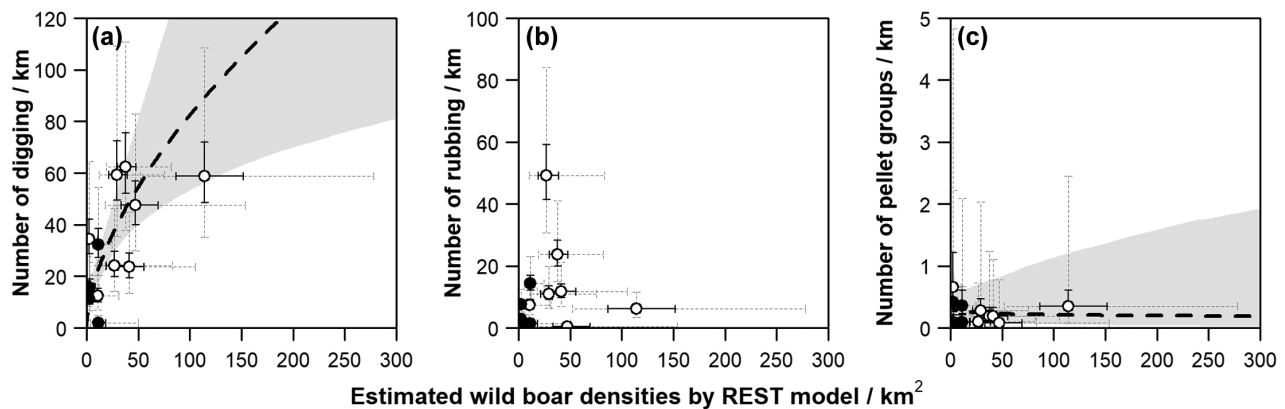 (a)
Number of digging / km
120
100
80
60
40
20
0
0 50 100 150 200 250 300
(b)
Number of rubbing / km
100
80
60
40
20
0
0 50 100 150 200 250 300
(c)
Number of pellet groups / km
5
4
3
2
1
0
0 50 100 150 200 250 300
Estimated wild boar densities by REST model / km²